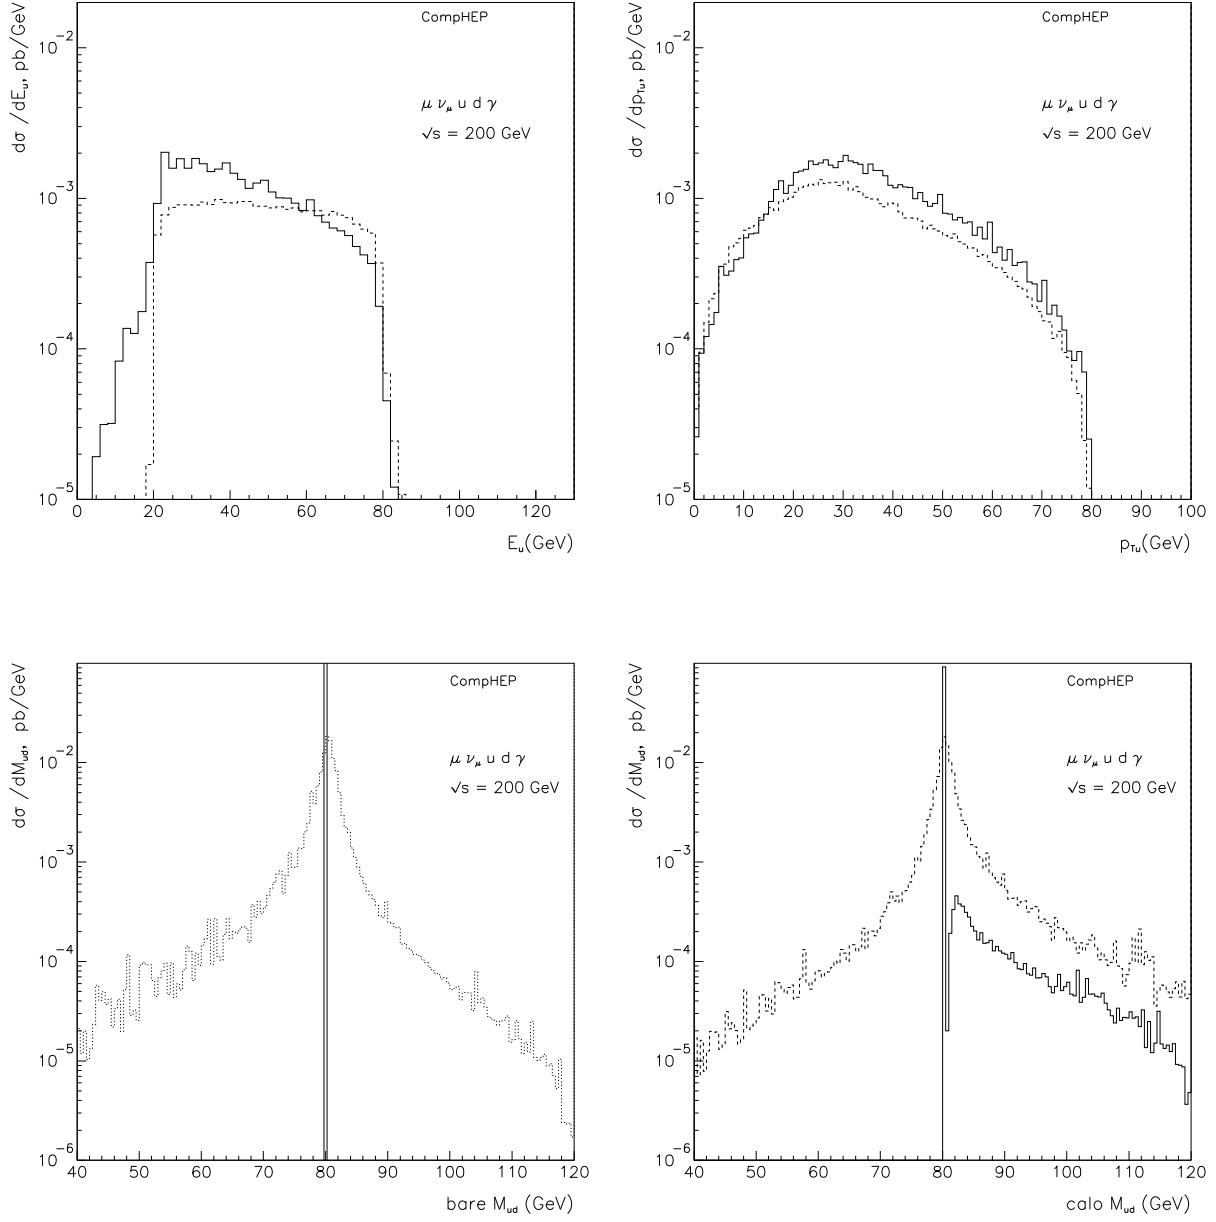 dσ /dE_u, pb/GeV
10^-2
10^-3
10^-4
10^-5
CompHEP
μ ν_μ u d γ
√s = 200 GeV
0 20 40 60 80 100 120
E_u(GeV)
dσ /dp_Tu, pb/GeV
10^-2
10^-3
10^-4
10^-5
CompHEP
μ ν_μ u d γ
√s = 200 GeV
0 10 20 30 40 50 60 70 80 90 100
p_Tu(GeV)
dσ /dM_ud, pb/GeV
10^-2
10^-3
10^-4
10^-5
10^-6
CompHEP
μ ν_μ u d γ
√s = 200 GeV
40 50 60 70 80 90 100 110 120
bare M_ud (GeV)
dσ /dM_ud, pb/GeV
10^-2
10^-3
10^-4
10^-5
10^-6
CompHEP
μ ν_μ u d γ
√s = 200 GeV
40 50 60 70 80 90 100 110 120
calo M_ud (GeV)